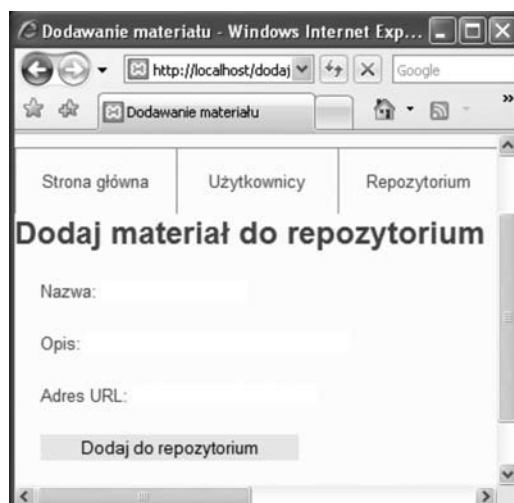 Dodawanie materiału - Windows Internet Exp...
http://localhost/dodaj
Google
Dodawanie materiału
»
Strona główna
Użytkownicy
Repozytorium
Dodaj materiał do repozytorium
Nazwa:
Opis:
Adres URL:
Dodaj do repozytorium